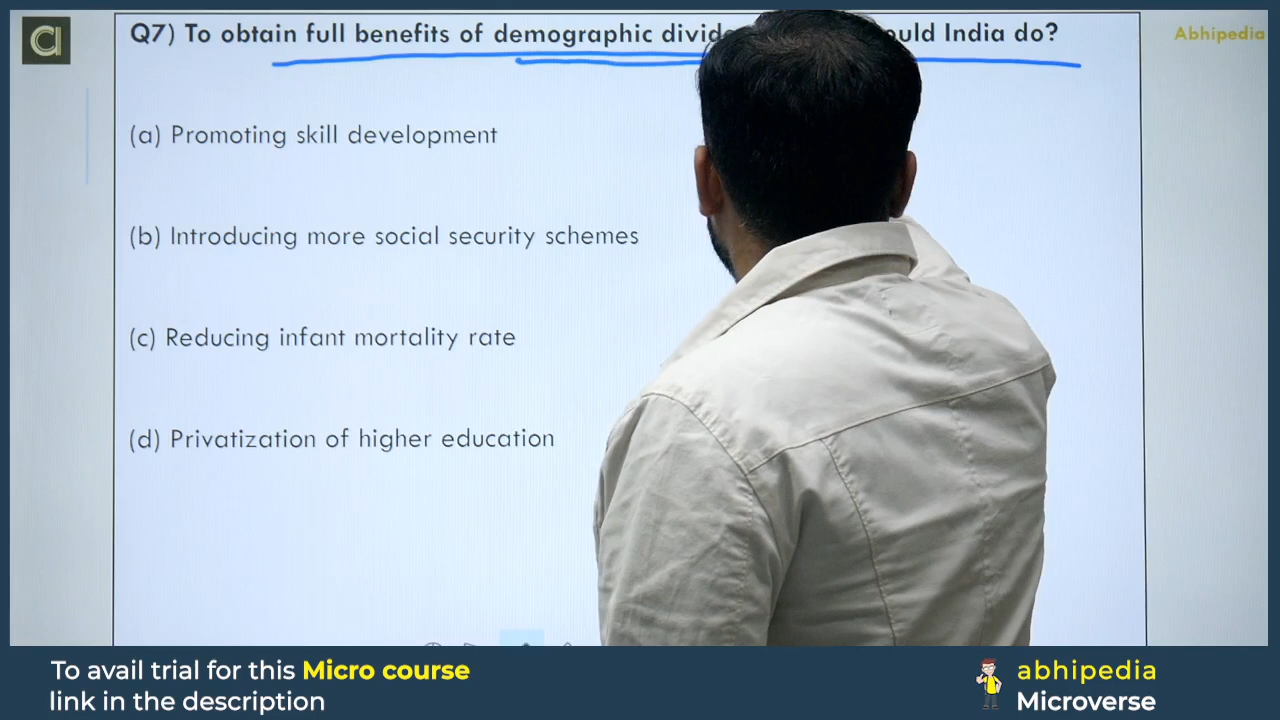 Q7) To obtain full benefits of demographic India do?
Abhipedia
(a) Promoting skill development
(b) Introducing more social security schemes
(c) Reducing infant mortality rate
(d) Privatization of higher education
To avail trial for this Micro course
link in the description
abhipedia
Microverse